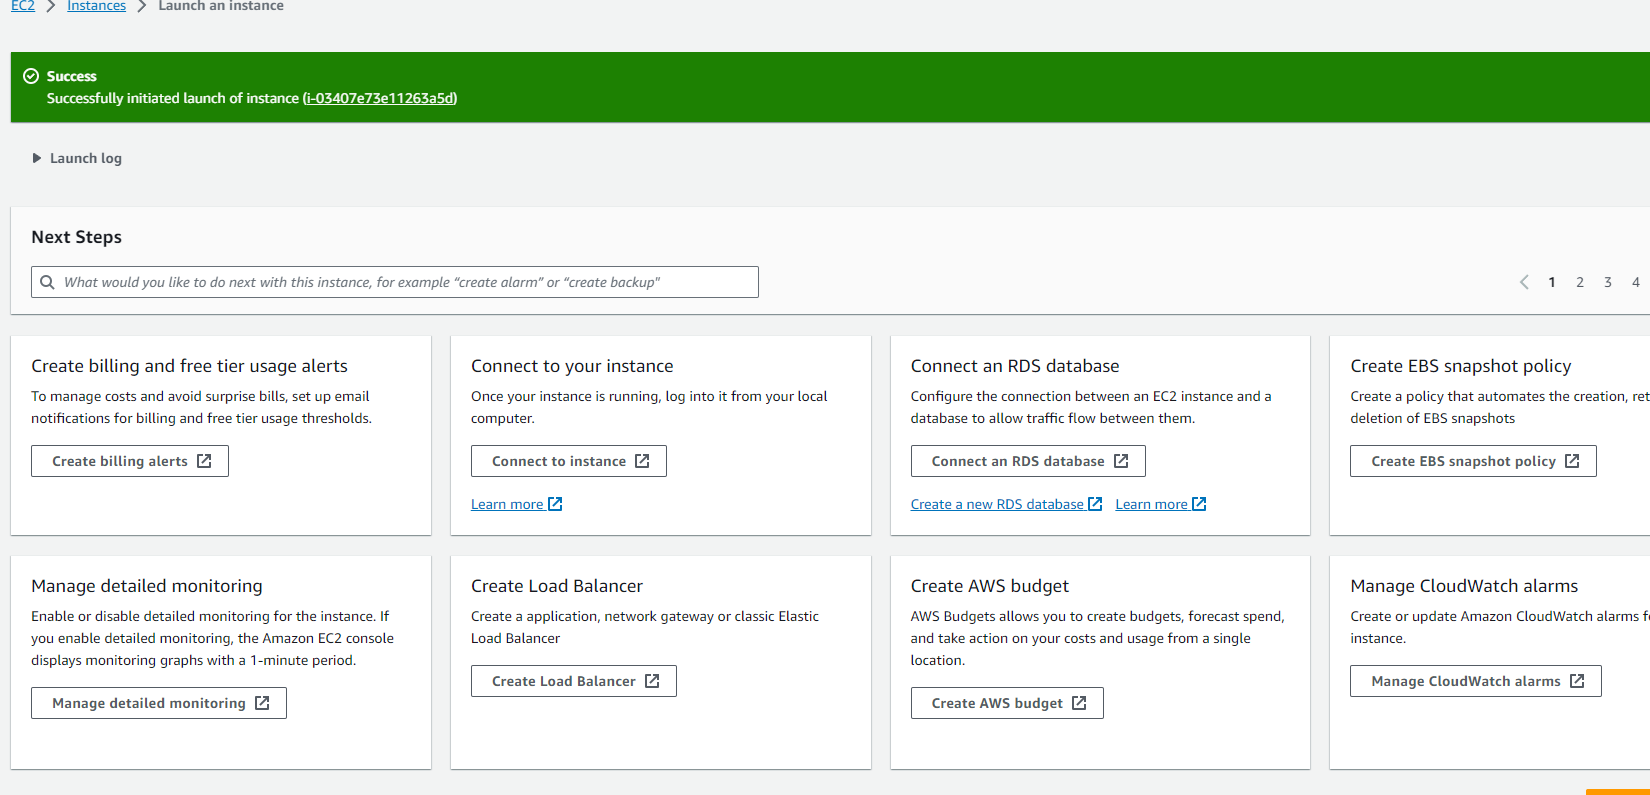 EC2 > Instances > Launch an instance
Success
Successfully initiated launch of instance (i-03407e73e11263a5d)
Launch log
Next Steps
What would you like to do next with this instance, for example “create alarm” or “create backup”
1 2 3 4
Create billing and free tier usage alerts
To manage costs and avoid surprise bills, set up email
notifications for billing and free tier usage thresholds.
Create billing alerts
Connect to your instance
Once your instance is running, log into it from your local
computer.
Connect to instance
Learn more
Connect an RDS database
Configure the connection between an EC2 instance and a
database to allow traffic flow between them.
Connect an RDS database
Create a new RDS database Learn more
Create EBS snapshot policy
Create a policy that automates the creation, ret
deletion of EBS snapshots
Create EBS snapshot policy
Manage detailed monitoring
Enable or disable detailed monitoring for the instance. If
you enable detailed monitoring, the Amazon EC2 console
displays monitoring graphs with a 1-minute period.
Manage detailed monitoring
Create Load Balancer
Create a application, network gateway or classic Elastic
Load Balancer
Create Load Balancer
Create AWS budget
AWS Budgets allows you to create budgets, forecast spend,
and take action on your costs and usage from a single
location.
Create AWS budget
Manage CloudWatch alarms
Create or update Amazon CloudWatch alarms f
instance.
Manage CloudWatch alarms